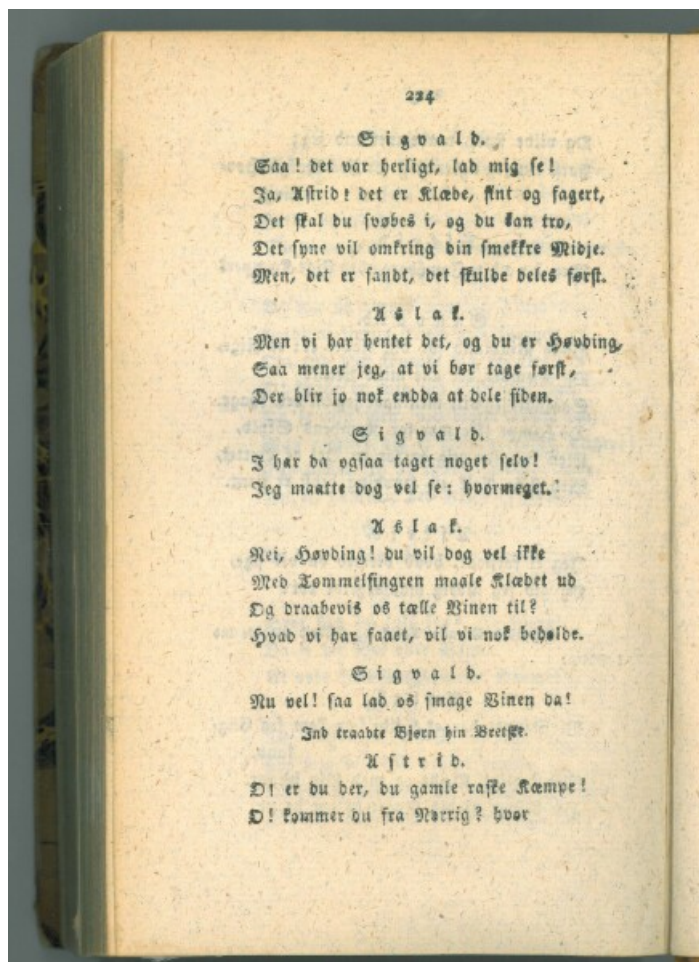 224
Sigvald.
Saa! det var herligt, lad mig se!
Ja, Astrid! det er Klæde, fint og fagert,
Det skal du svøbes i, og du kan tro,
Det syne vil omkring din smekkre Midje.
Men, det er sandt, det skulde deles først.
Aslak.
Men vi har hentet det, og du er Høvding,
Saa mener jeg, at vi bør tage først,
Der blir jo nok endda at dele siden.
Sigvald.
I har da ogsaa taget noget selv!
Jeg maatte dog vel se: hvormeget.
Aslak.
Nei, Høvding! du vil dog vel ikke
Med Tommelfingren maale Klædet ud
Og draabevis os tælle Vinen til?
Hvad vi har faaet, vil vi nok beholde.
Sigvald.
Nu vel! saa lad os smage Vinen da!
Ind traadte Bjørn hin Bretske.
Astrid.
O! er du der, du gamle raske Kæmpe!
O! kommer du fra Norrig? hvor